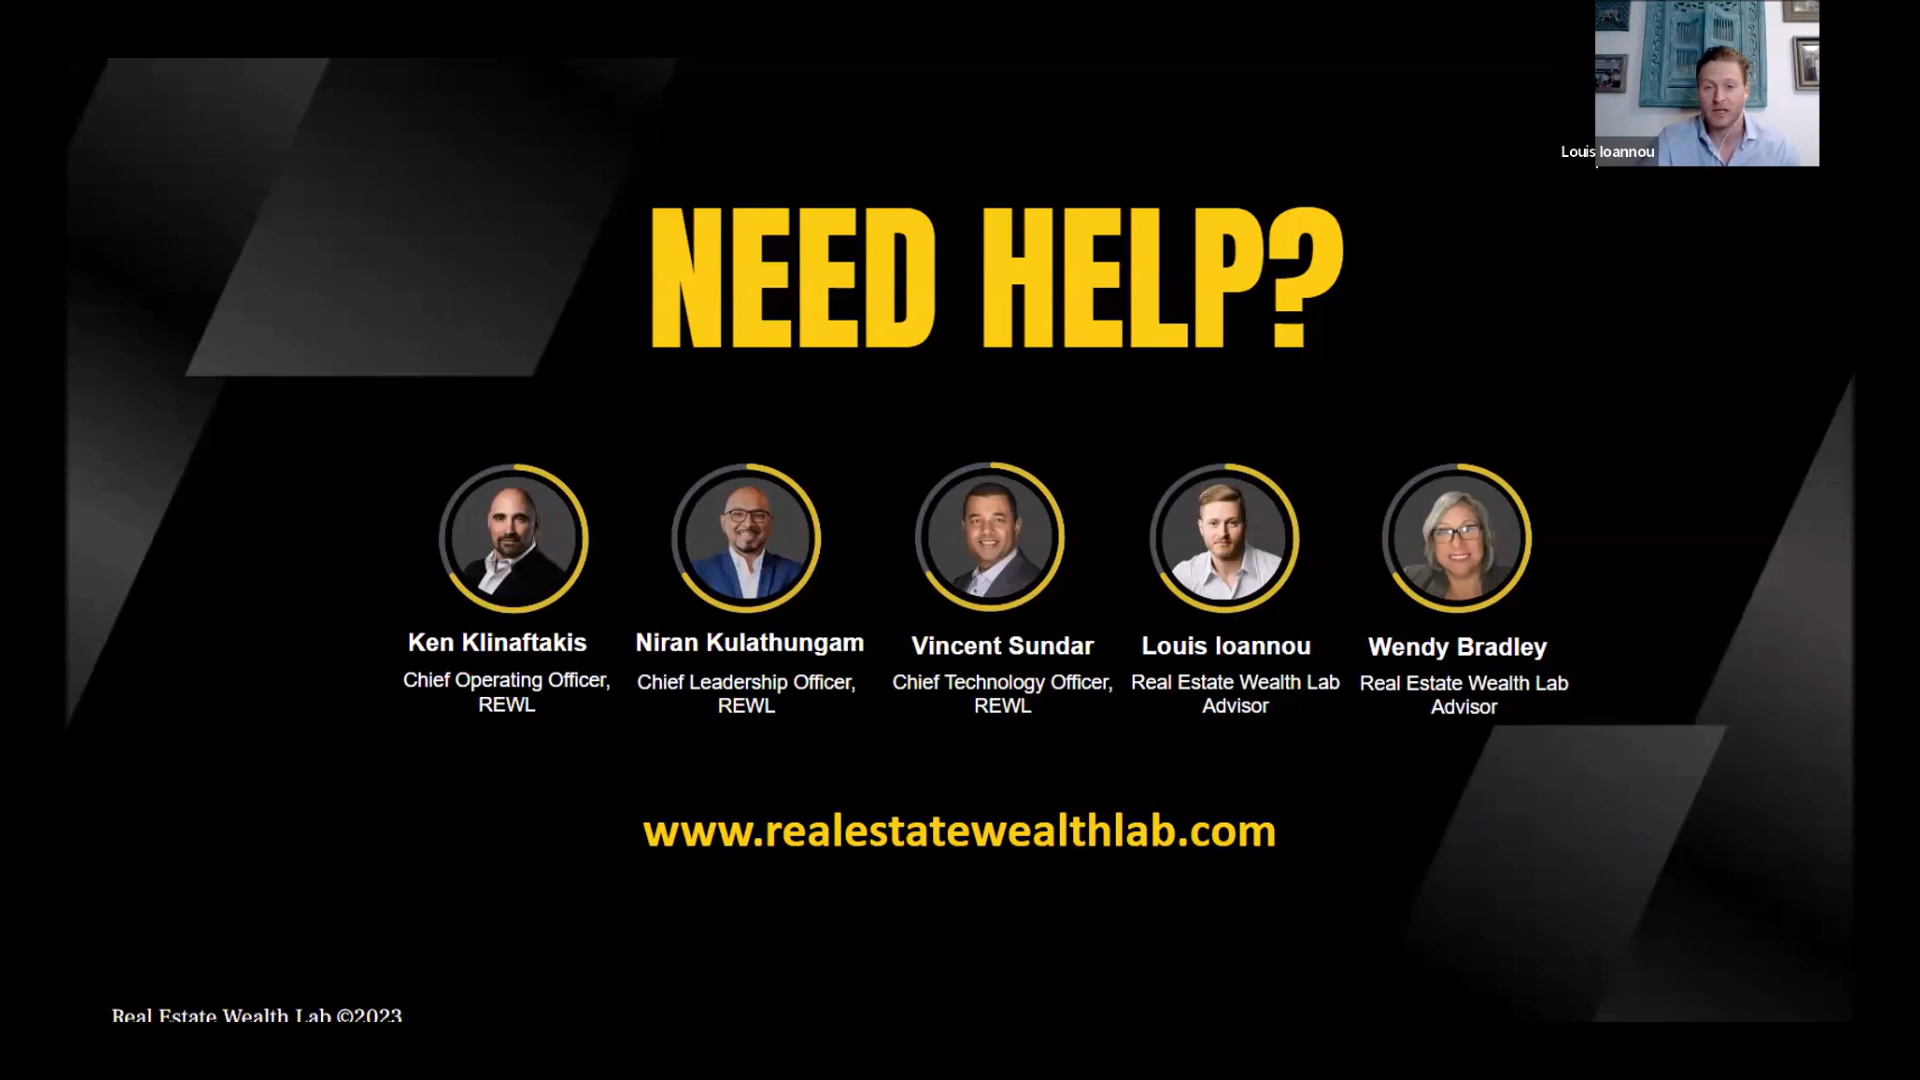 Louis Ioannou
NEED HELP?
Ken Klinaftakis
Chief Operating Officer,
REWL
Niran Kulathungam
Chief Leadership Officer,
REWL
Vincent Sundar
Chief Technology Officer,
REWL
Louis Ioannou
Real Estate Wealth Lab
Advisor
Wendy Bradley
Real Estate Wealth Lab
Advisor
www.realestatewealthlab.com
Real Estate Wealth Lab ©2023